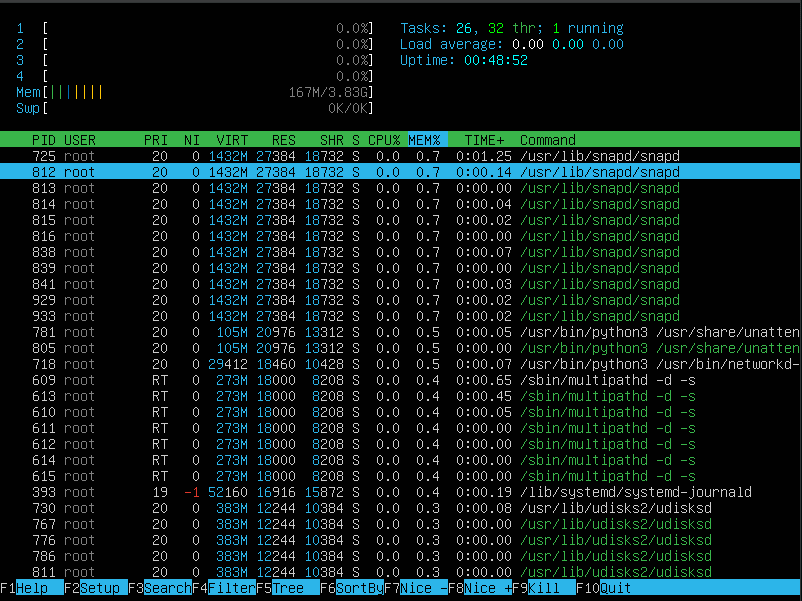 1 [ 0.0%] Tasks: 26, 32 thr; 1 running
2 [ 0.0%] Load average: 0.00 0.00 0.00
3 [ 0.0%] Uptime: 00:48:52
4 [ 0.0%]
Mem[||||||| 167M/3.83G]
Swp[ 0K/0K]
PID USER PRI NI VIRT RES SHR S CPU% MEM% TIME+ Command
725 root 20 0 1432M 27384 18732 S 0.0 0.7 0:01.25 /usr/lib/snapd/snapd
812 root 20 0 1432M 27384 18732 S 0.0 0.7 0:00.14 /usr/lib/snapd/snapd
813 root 20 0 1432M 27384 18732 S 0.0 0.7 0:00.00 /usr/lib/snapd/snapd
814 root 20 0 1432M 27384 18732 S 0.0 0.7 0:00.04 /usr/lib/snapd/snapd
815 root 20 0 1432M 27384 18732 S 0.0 0.7 0:00.02 /usr/lib/snapd/snapd
816 root 20 0 1432M 27384 18732 S 0.0 0.7 0:00.00 /usr/lib/snapd/snapd
838 root 20 0 1432M 27384 18732 S 0.0 0.7 0:00.07 /usr/lib/snapd/snapd
839 root 20 0 1432M 27384 18732 S 0.0 0.7 0:00.00 /usr/lib/snapd/snapd
841 root 20 0 1432M 27384 18732 S 0.0 0.7 0:00.03 /usr/lib/snapd/snapd
929 root 20 0 1432M 27384 18732 S 0.0 0.7 0:00.02 /usr/lib/snapd/snapd
933 root 20 0 1432M 27384 18732 S 0.0 0.7 0:00.02 /usr/lib/snapd/snapd
781 root 20 0 105M 20976 13312 S 0.0 0.5 0:00.05 /usr/bin/python3 /usr/share/unatten
805 root 20 0 105M 20976 13312 S 0.0 0.5 0:00.00 /usr/bin/python3 /usr/share/unatten
718 root 20 0 29412 18460 10428 S 0.0 0.5 0:00.07 /usr/bin/python3 /usr/bin/networkd-
609 root RT 0 273M 18000 8208 S 0.0 0.4 0:00.65 /sbin/multipathd -d -s
613 root RT 0 273M 18000 8208 S 0.0 0.4 0:00.45 /sbin/multipathd -d -s
610 root RT 0 273M 18000 8208 S 0.0 0.4 0:00.05 /sbin/multipathd -d -s
611 root RT 0 273M 18000 8208 S 0.0 0.4 0:00.00 /sbin/multipathd -d -s
612 root RT 0 273M 18000 8208 S 0.0 0.4 0:00.00 /sbin/multipathd -d -s
614 root RT 0 273M 18000 8208 S 0.0 0.4 0:00.00 /sbin/multipathd -d -s
615 root RT 0 273M 18000 8208 S 0.0 0.4 0:00.00 /sbin/multipathd -d -s
393 root 19 -1 52160 16916 15872 S 0.0 0.4 0:00.19 /lib/systemd/systemd-journald
730 root 20 0 383M 12244 10384 S 0.0 0.3 0:00.08 /usr/lib/udisks2/udisksd
767 root 20 0 383M 12244 10384 S 0.0 0.3 0:00.00 /usr/lib/udisks2/udisksd
776 root 20 0 383M 12244 10384 S 0.0 0.3 0:00.00 /usr/lib/udisks2/udisksd
786 root 20 0 383M 12244 10384 S 0.0 0.3 0:00.00 /usr/lib/udisks2/udisksd
811 root 20 0 383M 12244 10384 S 0.0 0.3 0:00.00 /usr/lib/udisks2/udisksd
F1Help F2Setup F3SearchF4FilterF5Tree F6SortByF7Nice -F8Nice +F9Kill F10Quit